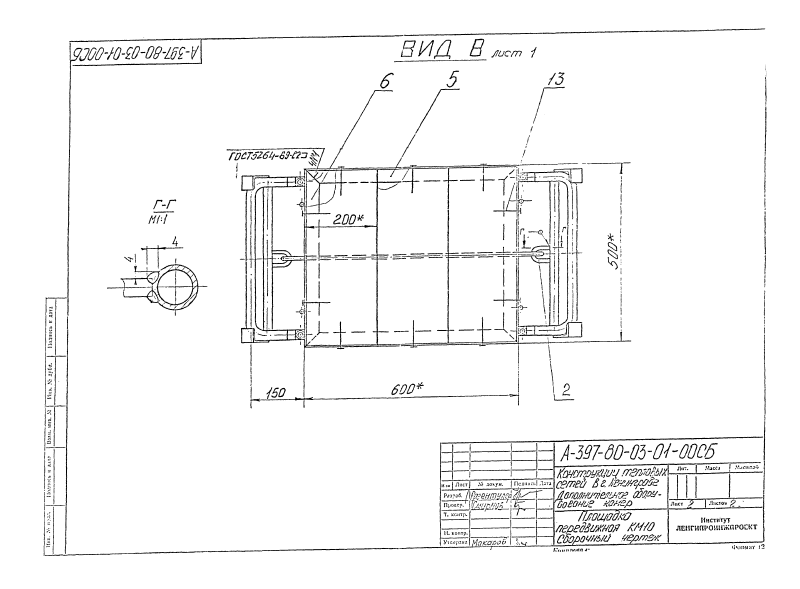 А-397-80-03-01-00СБ
ВИД В лист 1
6
5
13
ГОСТ5264-69-С2
Г-Г
М1:1
4
4
200*
500*
Г
Г
2
150
600*
Подпись и дата
Инв. № дубл.
Взам. инв. №
Подпись и дата
Инв. № подл.
А-397-80-03-01-00СБ
Изм Лист № докум. Подпись Дата
Разраб.
Провер. Смирнов
Т. контр.
Н. контр.
Утвердил Макаров
Конструкции тепловых
сетей в г. Ленинграде
Дополнительное обору-
дование камер
Площадка
передвижная КМ10
Сборочный чертеж
Лит. Масса Масштаб
Лист 2 Листов 2
Институт
ЛЕНГИПРОИНЖПРОЕКТ
Копировал
Формат 12